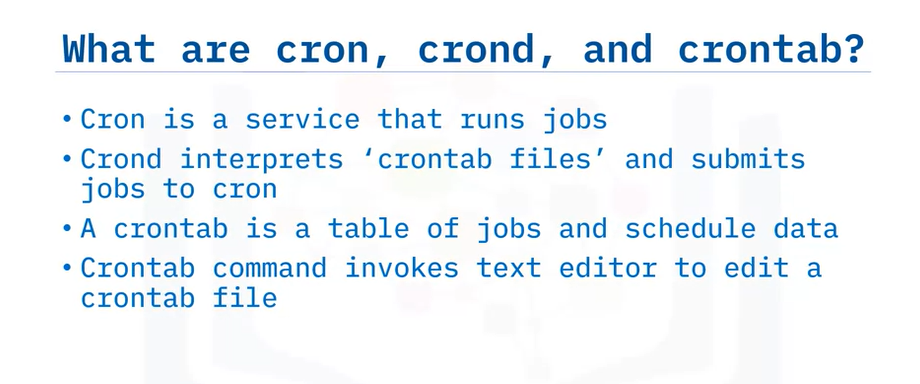 What are cron, crond, and crontab?
• Cron is a service that runs jobs
• Crond interprets ‘crontab files’ and submits
jobs to cron
• A crontab is a table of jobs and schedule data
• Crontab command invokes text editor to edit a
crontab file